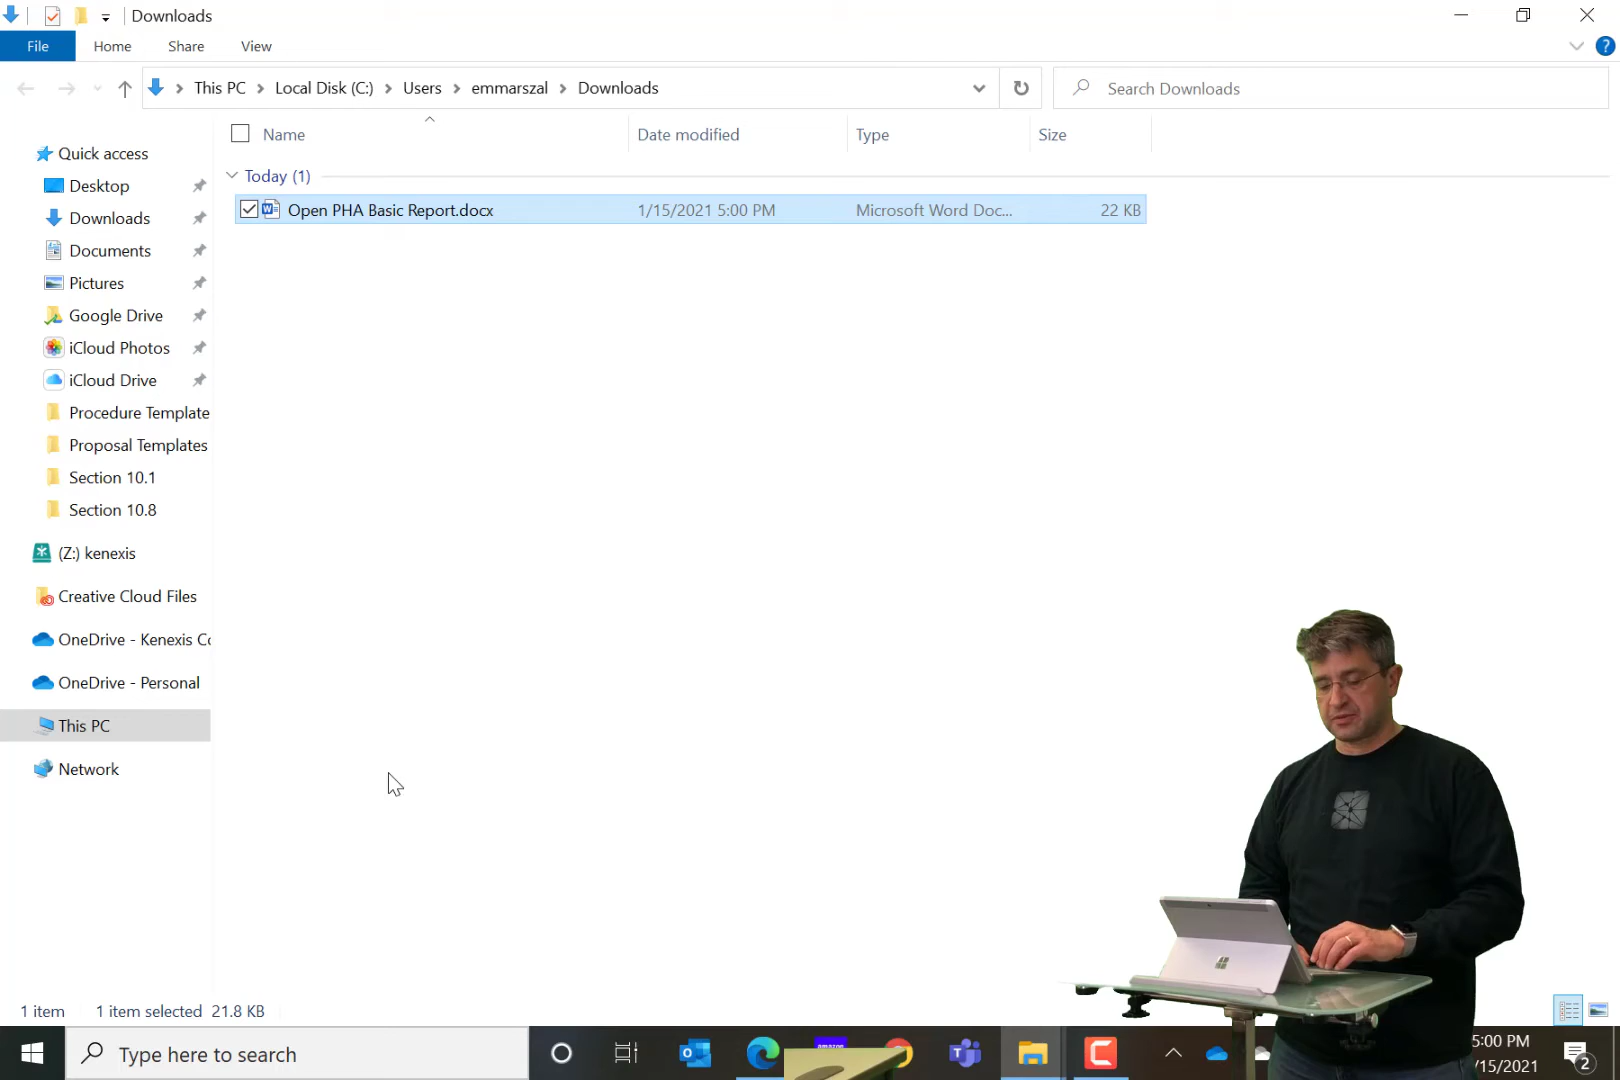 Downloads
File Home Share View
This PC Local Disk (C:) Users emmarszal Downloads
Search Downloads
Name Date modified Type Size
Quick access
Desktop
Downloads
Documents
Pictures
Google Drive
iCloud Photos
iCloud Drive
Procedure Template
Proposal Templates
Section 10.1
Section 10.8
(Z:) kenexis
Creative Cloud Files
OneDrive - Kenexis Co
OneDrive - Personal
This PC
Network
Today (1)
Open PHA Basic Report.docx 1/15/2021 5:00 PM Microsoft Word Doc... 22 KB
1 item 1 item selected 21.8 KB
Type here to search
amazon
5:00 PM
/15/2021
2